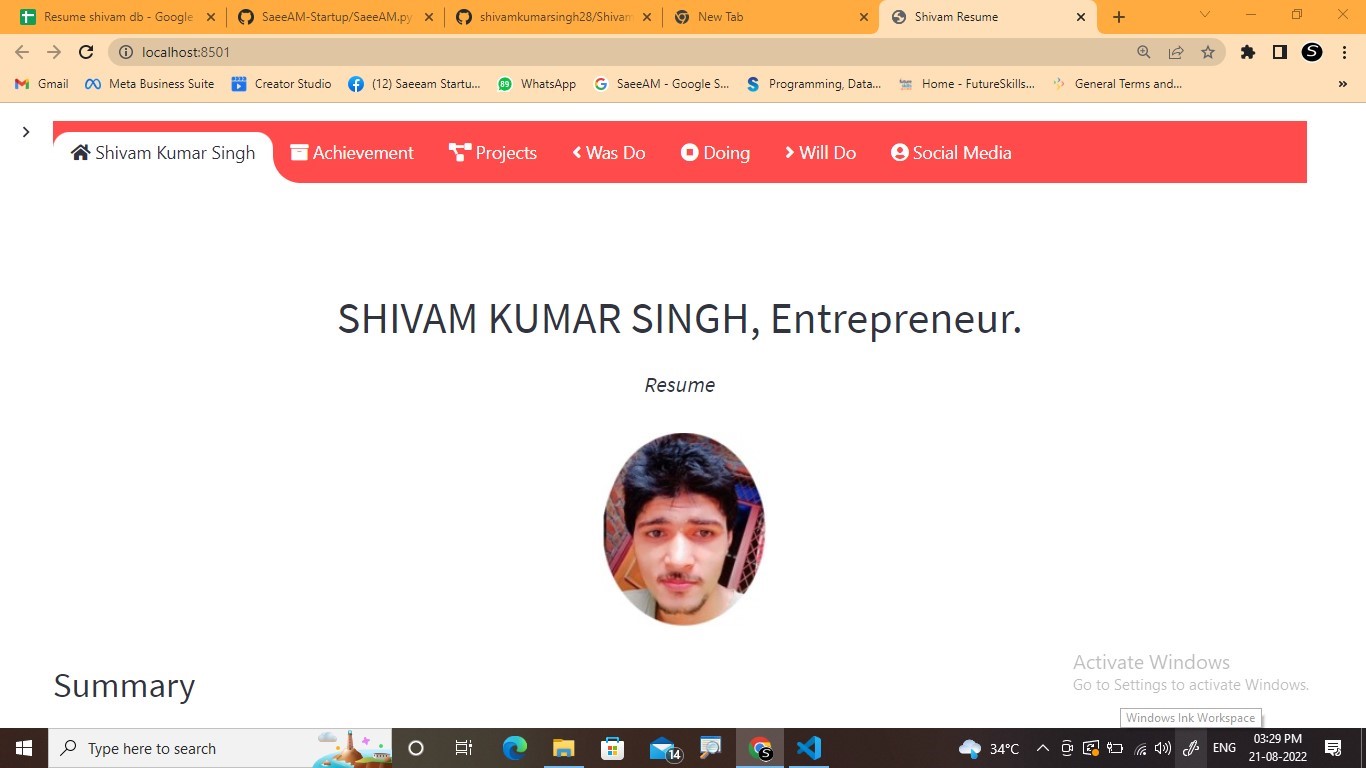 Resume shivam db - Google
SaeeAM-Startup/SaeeAM.py
shivamkumarsingh28/Shivam
New Tab
Shivam Resume
localhost:8501
S
Gmail
Meta Business Suite
Creator Studio
(12) Saeeam Startu...
89
WhatsApp
SaeeAM - Google S...
Programming, Data...
Home - FutureSkills...
General Terms and...
»
Shivam Kumar Singh
Achievement
Projects
Was Do
Doing
Will Do
Social Media
SHIVAM KUMAR SINGH, Entrepreneur.
Resume
Summary
Activate Windows
Go to Settings to activate Windows.
Windows Ink Workspace
Type here to search
14
S
34°C
ENG
03:29 PM
21-08-2022